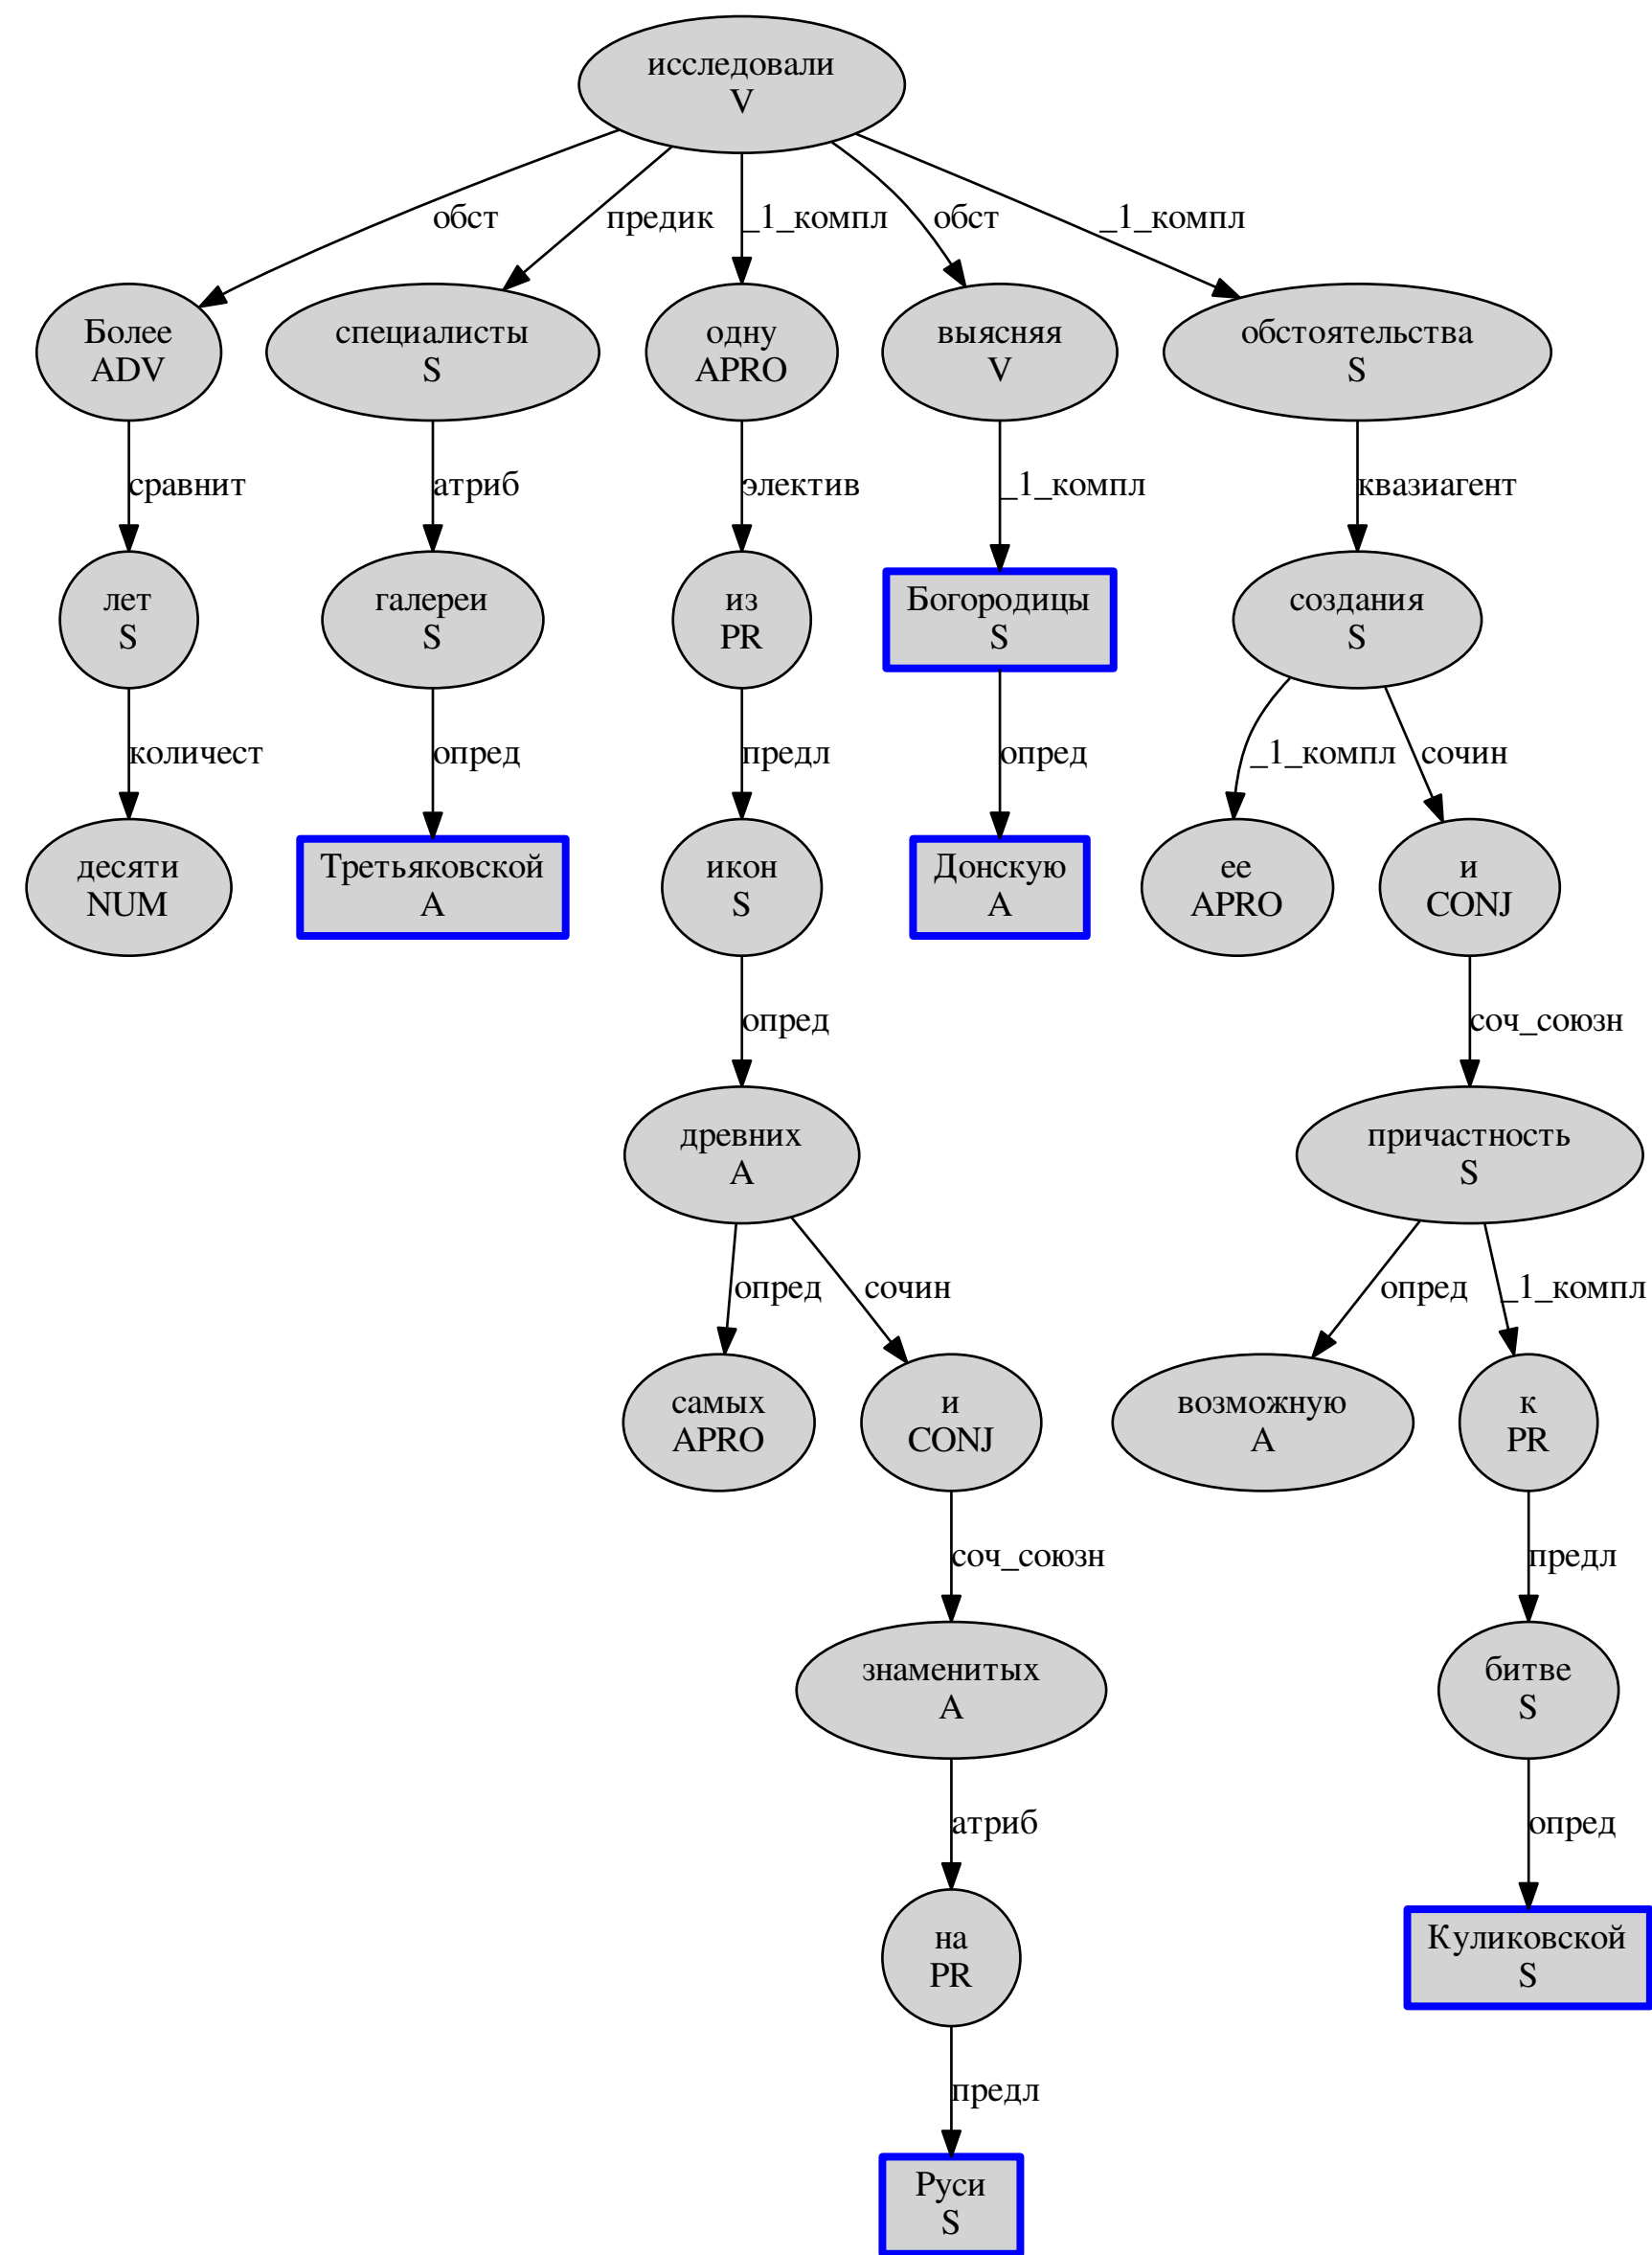 исследовали
V
обст
предик
_1_компл
обст
_1_компл
Более
ADV
специалисты
S
одну
APRO
выясняя
V
обстоятельства
S
сравнит
атриб
электив
_1_компл
квазиагент
лет
S
галереи
S
из
PR
Богородицы
S
создания
S
количест
опред
предл
опред
_1_компл
сочин
десяти
NUM
Третьяковской
A
икон
S
Донскую
A
ее
APRO
и
CONJ
опред
соч_союзн
древних
A
причастность
S
опред
сочин
опред
_1_компл
самых
APRO
и
CONJ
возможную
A
к
PR
соч_союзн
предл
знаменитых
A
битве
S
атриб
опред
на
PR
Куликовской
S
предл
Руси
S